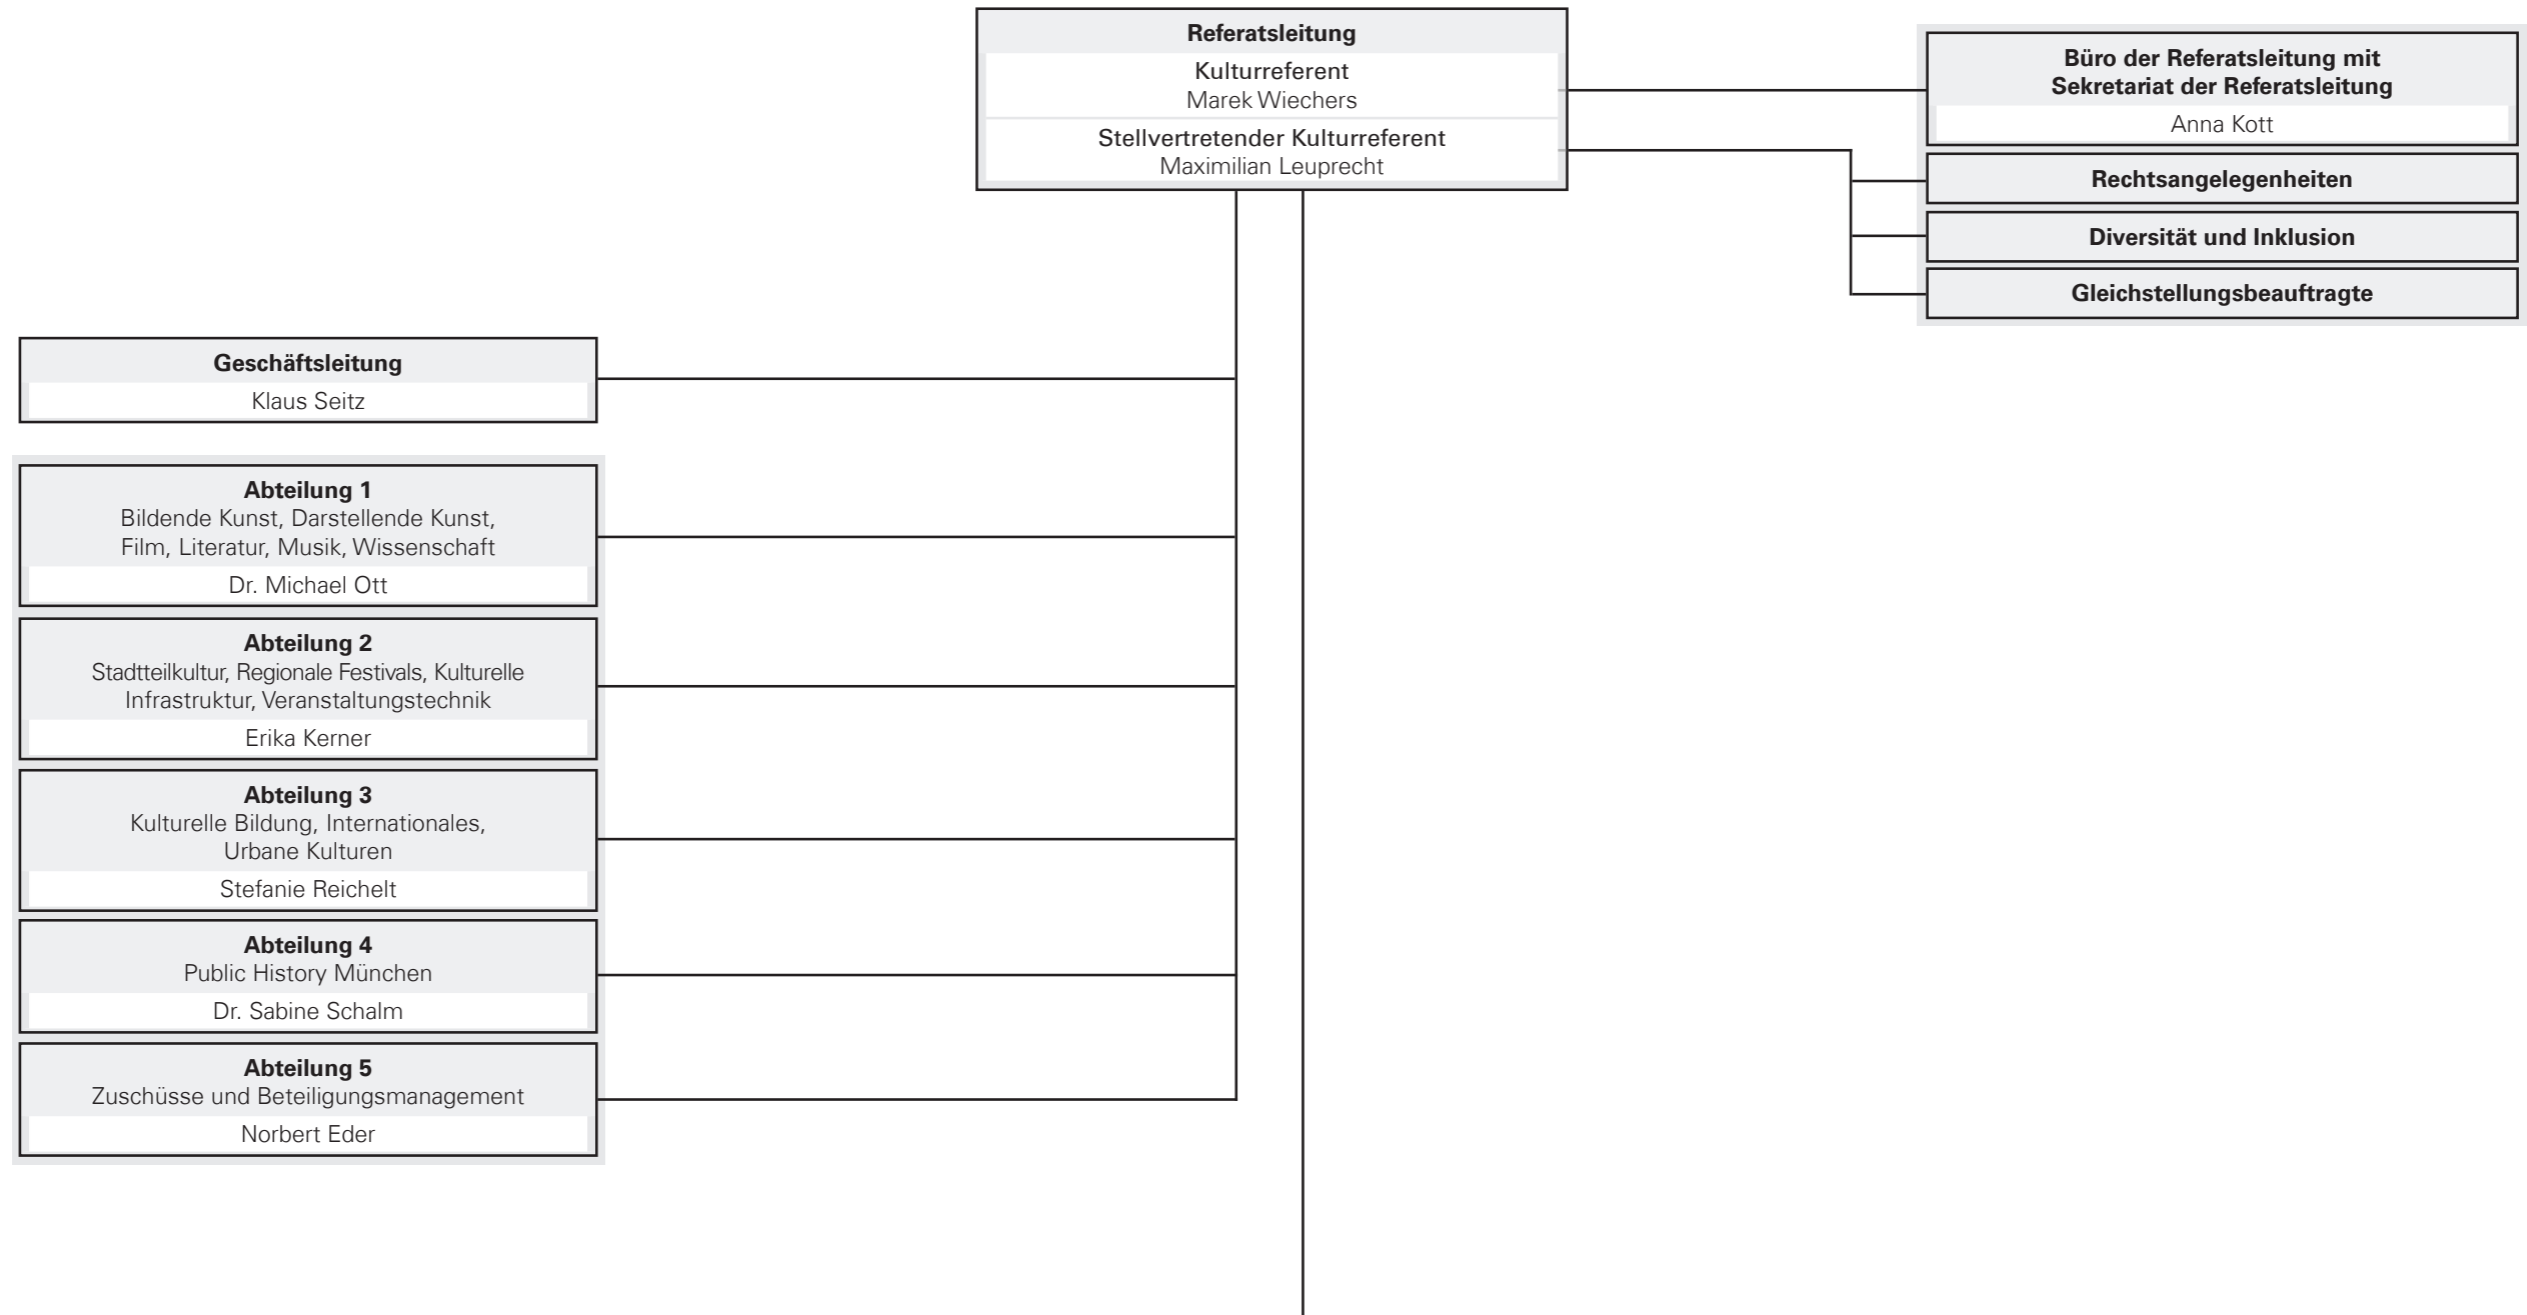 Referatsleitung
Kulturreferent
Marek Wiechers
Stellvertretender Kulturreferent
Maximilian Leuprecht
Büro der Referatsleitung mit
Sekretariat der Referatsleitung
Anna Kott
Rechtsangelegenheiten
Diversität und Inklusion
Gleichstellungsbeauftragte
Geschäftsleitung
Klaus Seitz
Abteilung 1
Bildende Kunst, Darstellende Kunst,
Film, Literatur, Musik, Wissenschaft
Dr. Michael Ott
Abteilung 2
Stadtteilkultur, Regionale Festivals, Kulturelle
Infrastruktur, Veranstaltungstechnik
Erika Kerner
Abteilung 3
Kulturelle Bildung, Internationales,
Urbane Kulturen
Stefanie Reichelt
Abteilung 4
Public History München
Dr. Sabine Schalm
Abteilung 5
Zuschüsse und Beteiligungsmanagement
Norbert Eder